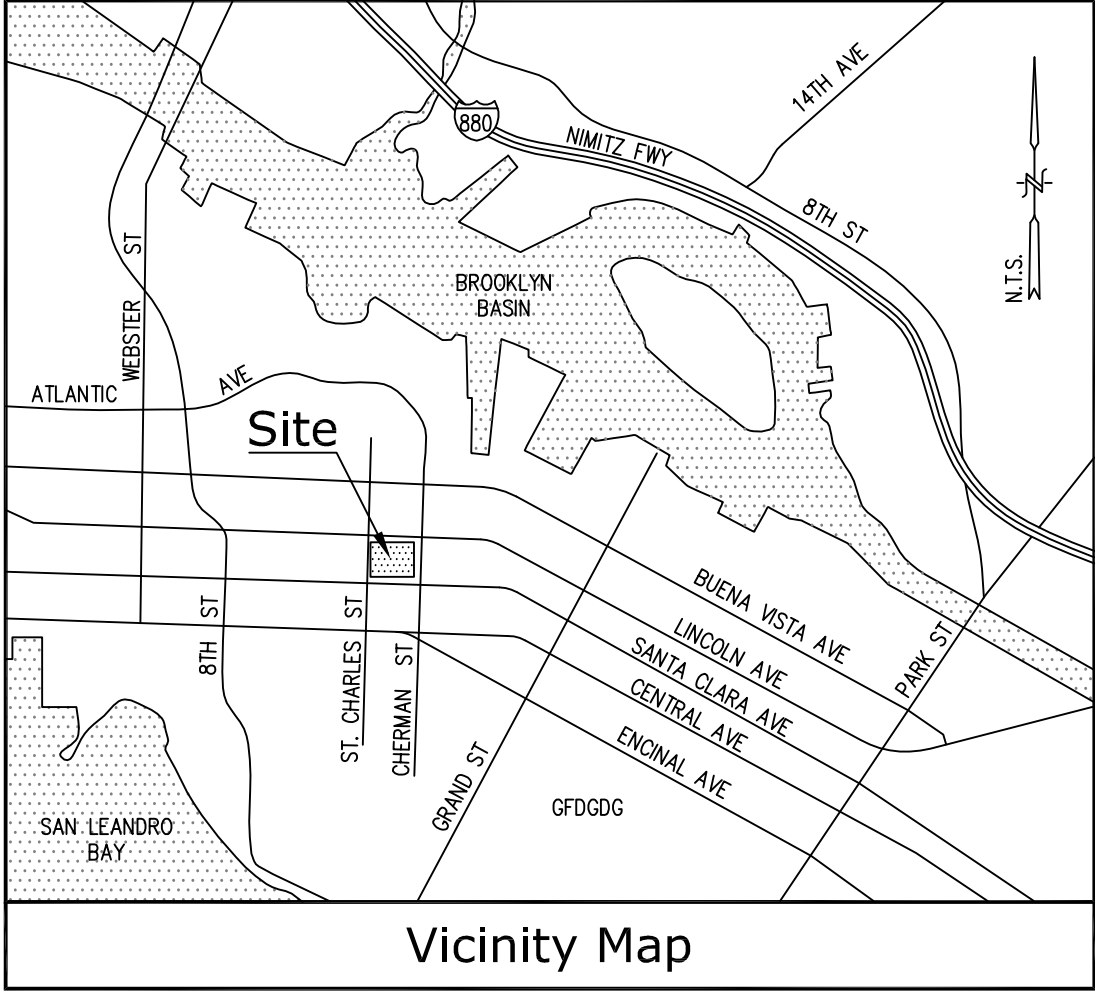 880
NIMITZ FWY
14TH AVE
8TH ST
N.T.S.
BROOKLYN
BASIN
WEBSTER ST
ATLANTIC AVE
Site
8TH ST
ST. CHARLES ST
CHERMAN ST
GRAND ST
BUENA VISTA AVE
LINCOLN AVE
SANTA CLARA AVE
CENTRAL AVE
ENCINAL AVE
PARK ST
GFDGDG
SAN LEANDRO
BAY
Vicinity Map